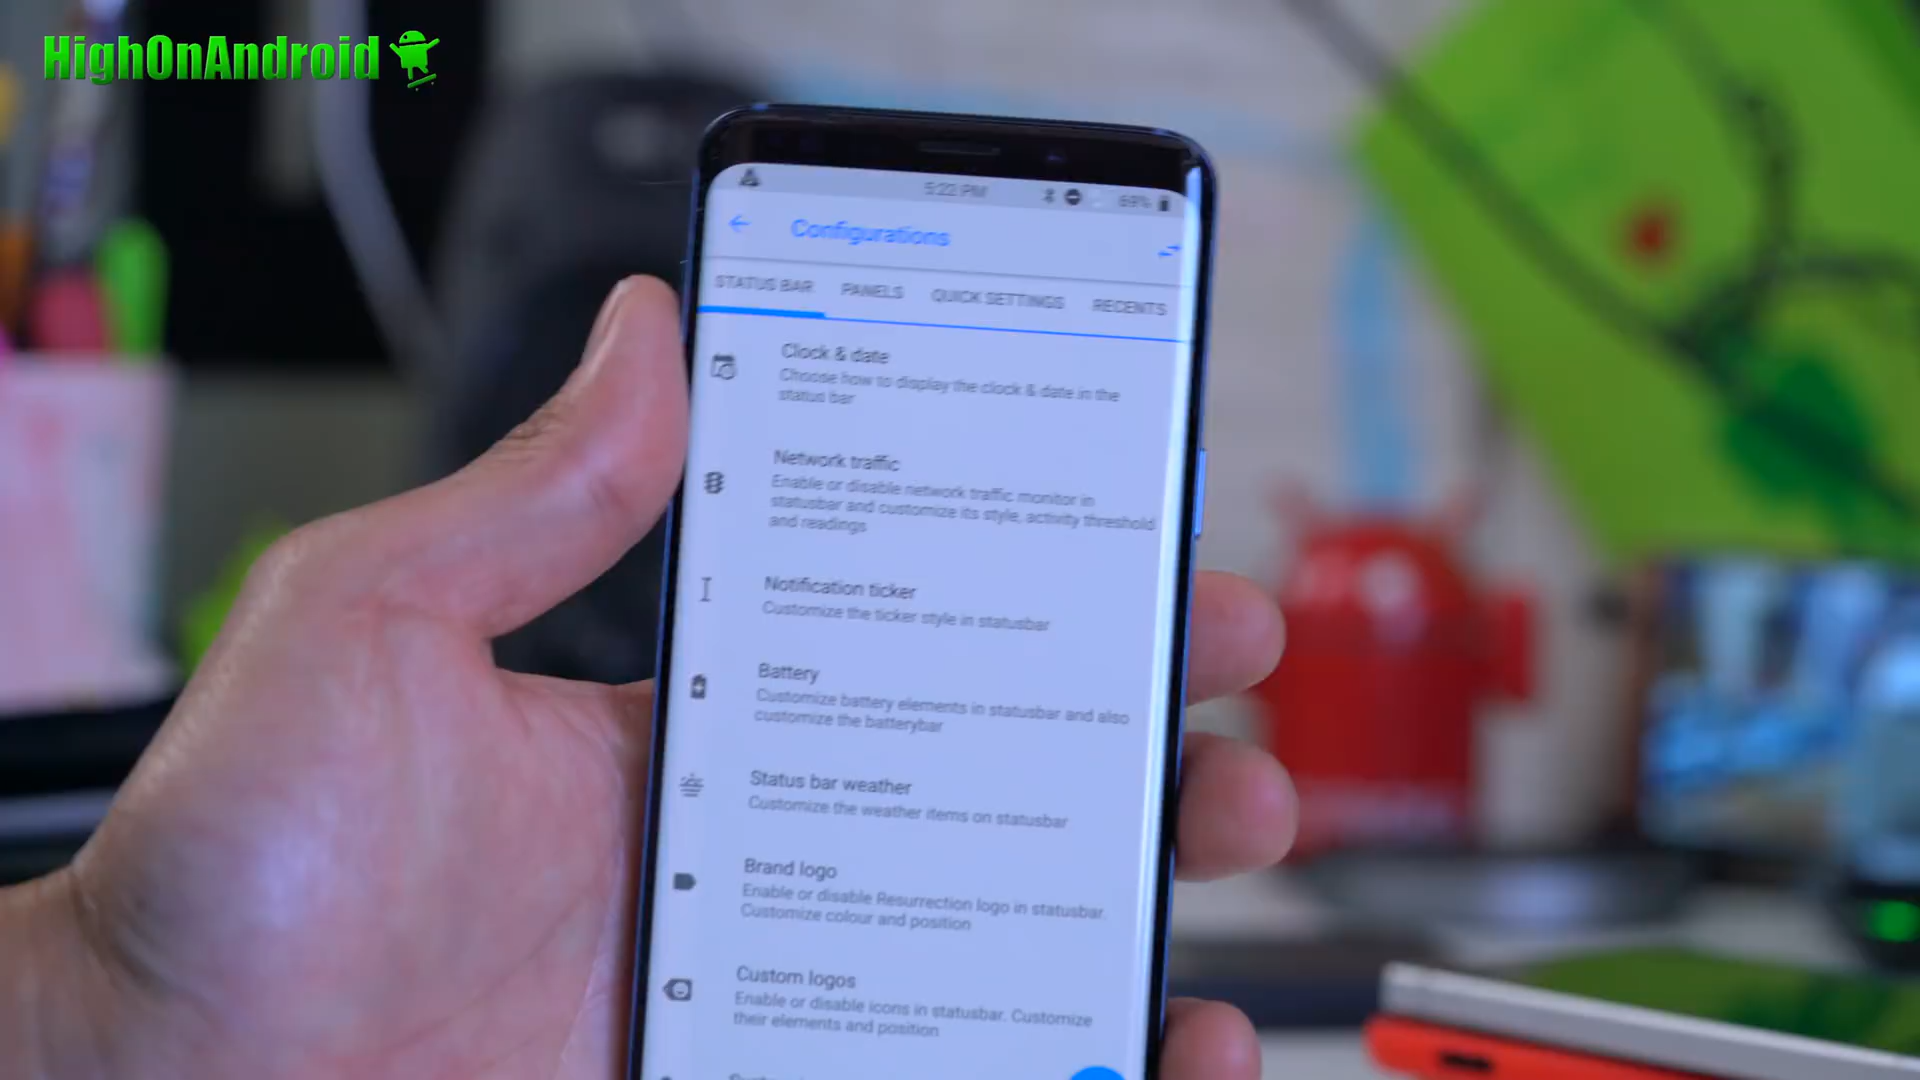 HighOnAndroid
5:22 PM
69%
Configurations
STATUS BAR PANELS QUICK SETTINGS RECENTS
Clock & date
Choose how to display the clock & date in the
status bar
Network traffic
Enable or disable network traffic monitor in
statusbar and customize its style, activity threshold
and readings
Notification ticker
Customize the ticker style in statusbar
Battery
Customize battery elements in statusbar and also
customize the batterybar
Status bar weather
Customize the weather items on statusbar
Brand logo
Enable or disable Resurrection logo in statusbar.
Customize colour and position
Custom logos
Enable or disable icons in statusbar. Customize
their elements and position